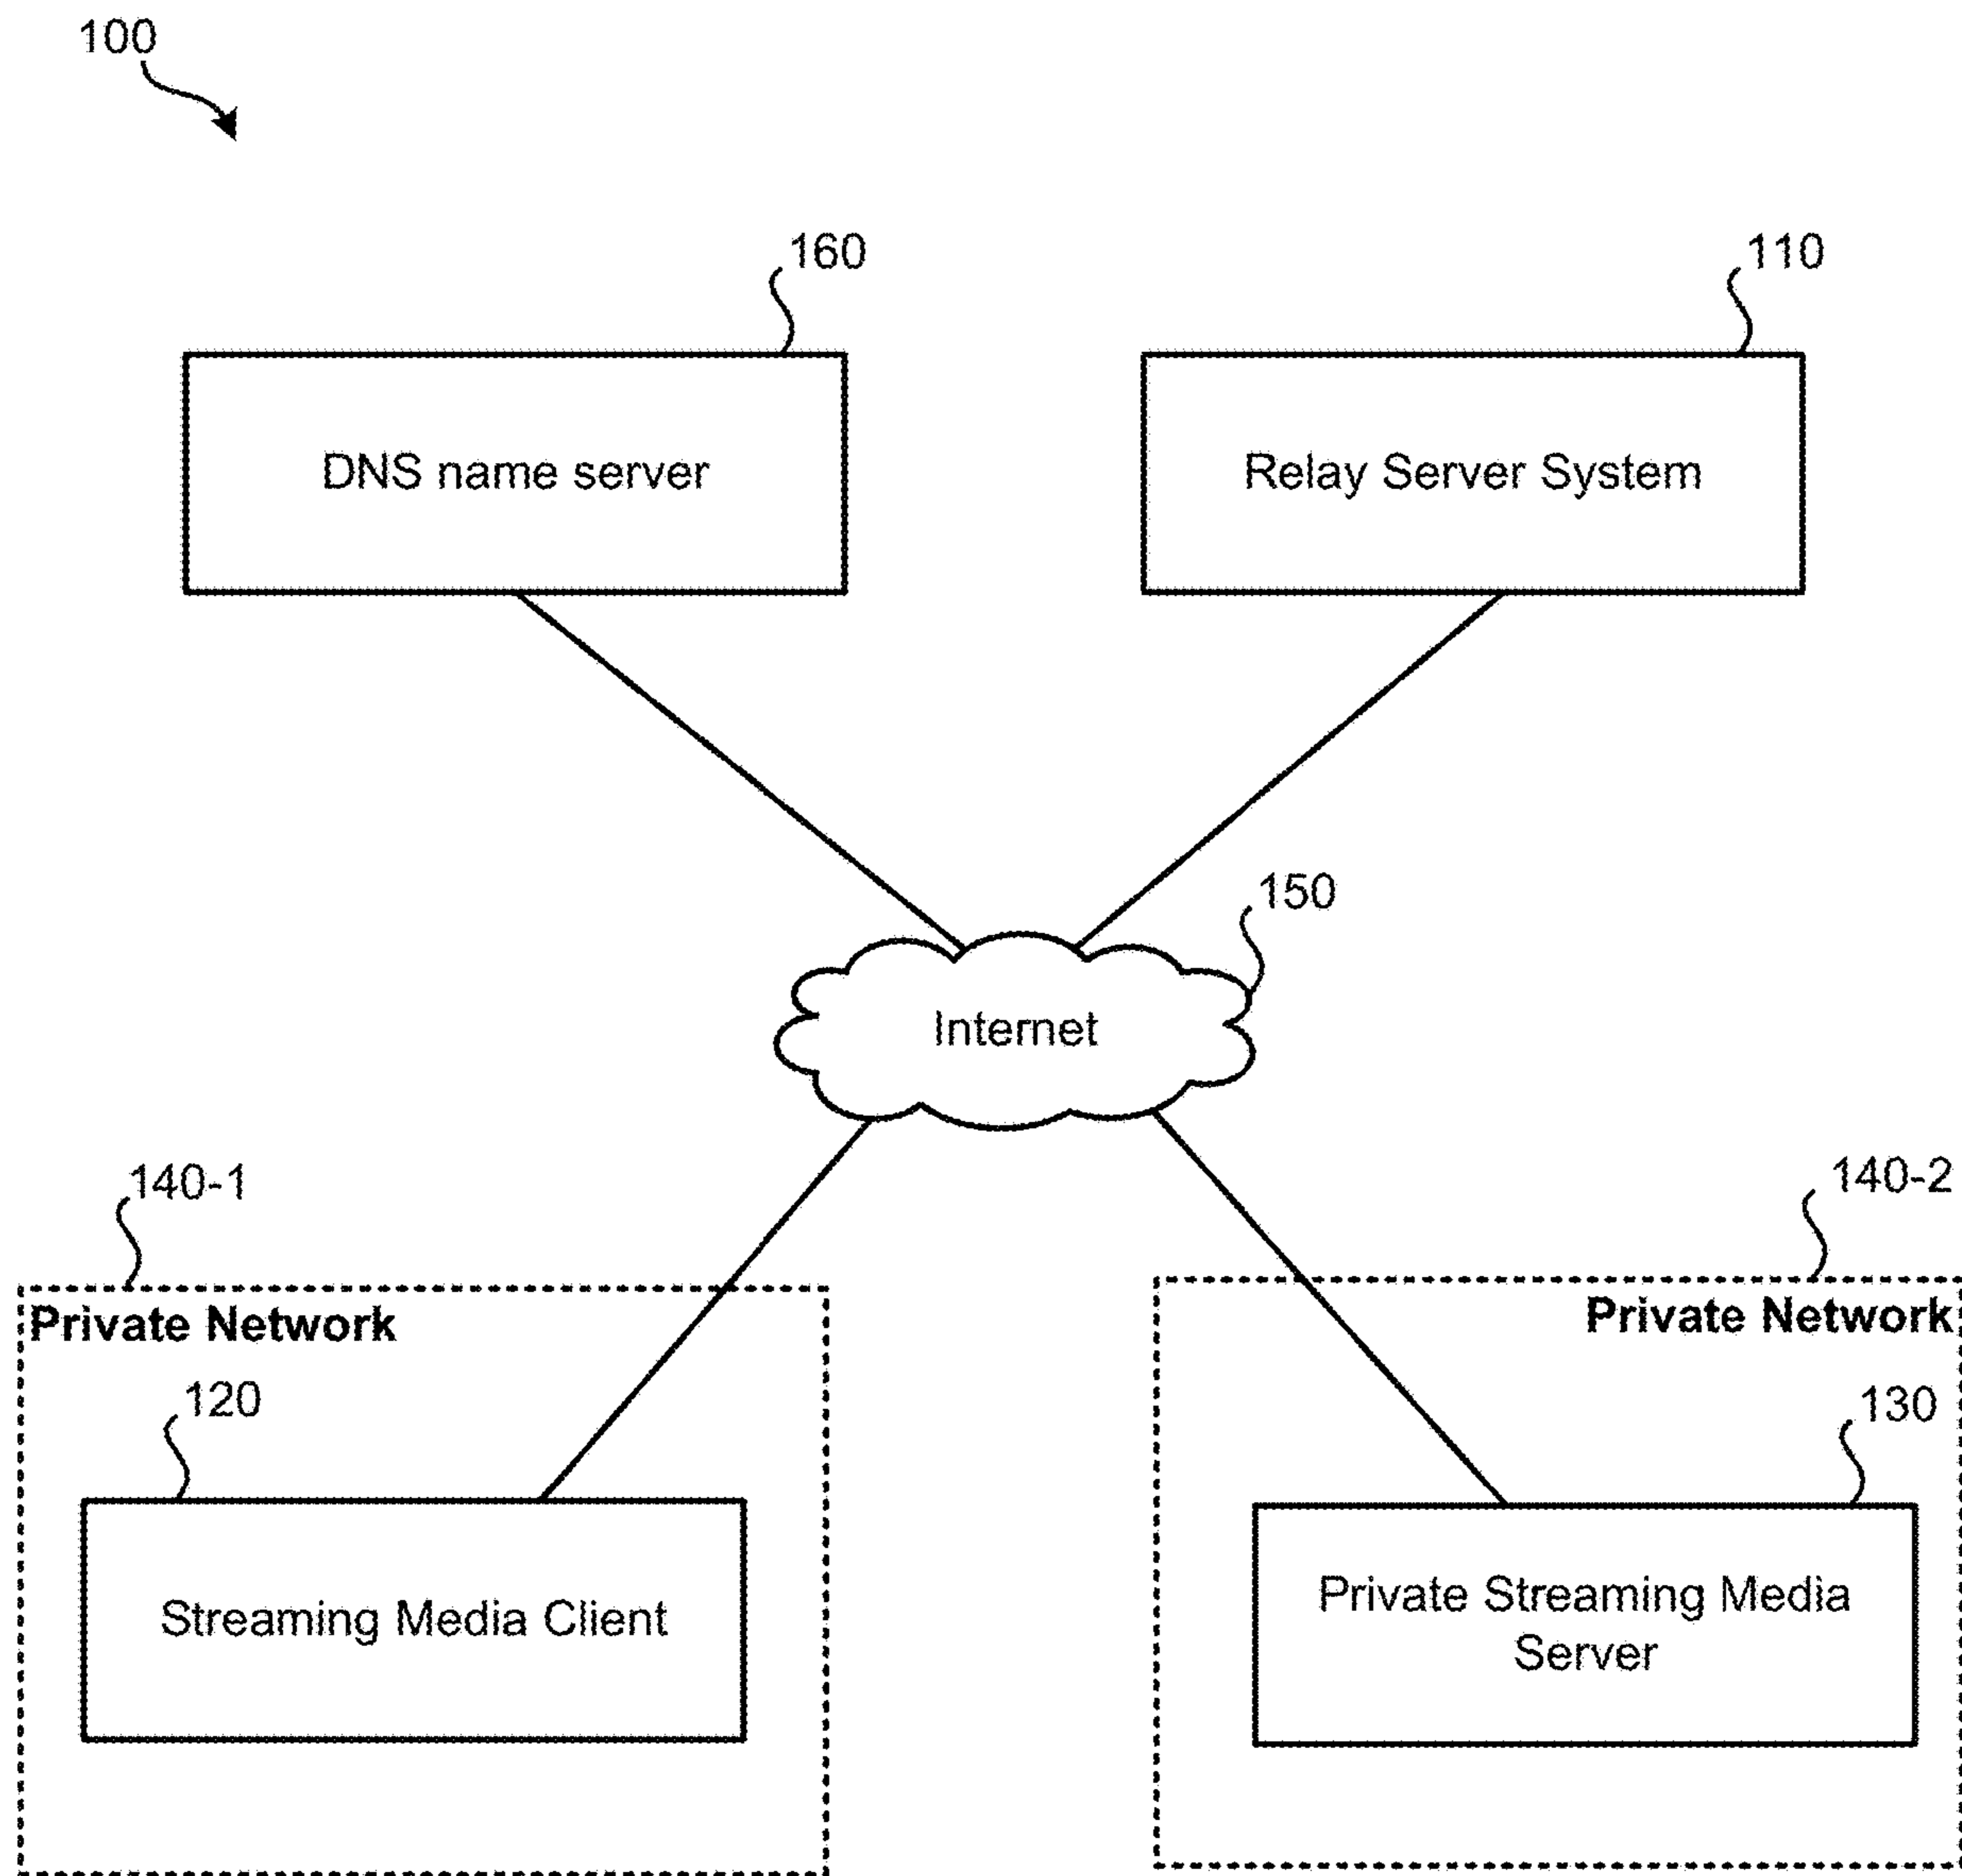 100
160
110
DNS name server
Relay Server System
150
Internet
140-1
140-2
Private Network
Private Network
120
130
Streaming Media Client
Private Streaming Media
Server